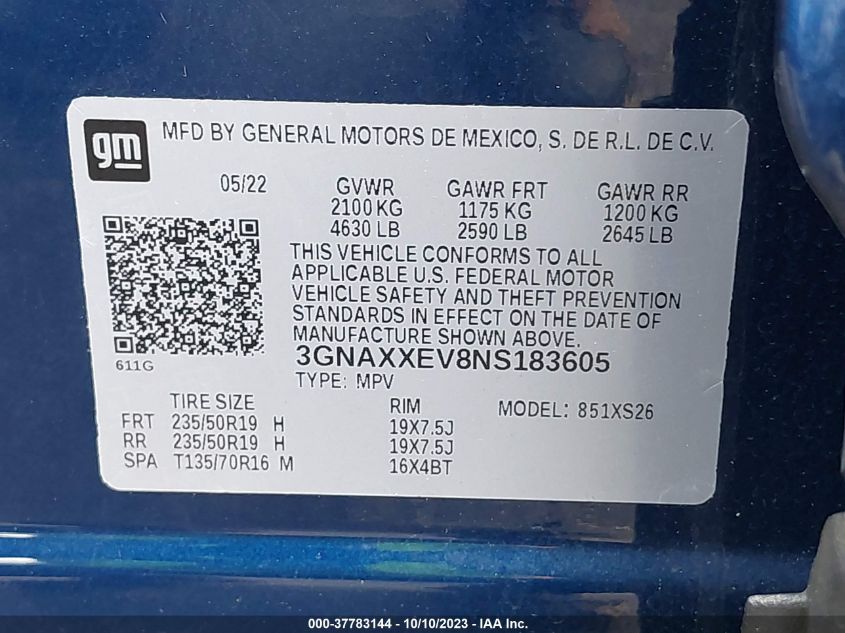 gm
MFD BY GENERAL MOTORS DE MEXICO, S. DE R.L. DE C.V.
05/22 GVWR GAWR FRT GAWR RR
2100 KG 1175 KG 1200 KG
4630 LB 2590 LB 2645 LB
THIS VEHICLE CONFORMS TO ALL
APPLICABLE U.S. FEDERAL MOTOR
VEHICLE SAFETY AND THEFT PREVENTION
STANDARDS IN EFFECT ON THE DATE OF
MANUFACTURE SHOWN ABOVE.
3GNAXXEV8NS183605
611G
TYPE: MPV
TIRE SIZE RIM MODEL: 851XS26
FRT 235/50R19 H 19X7.5J
RR 235/50R19 H 19X7.5J
SPA T135/70R16 M 16X4BT
000-37783144 - 10/10/2023 - IAA Inc.